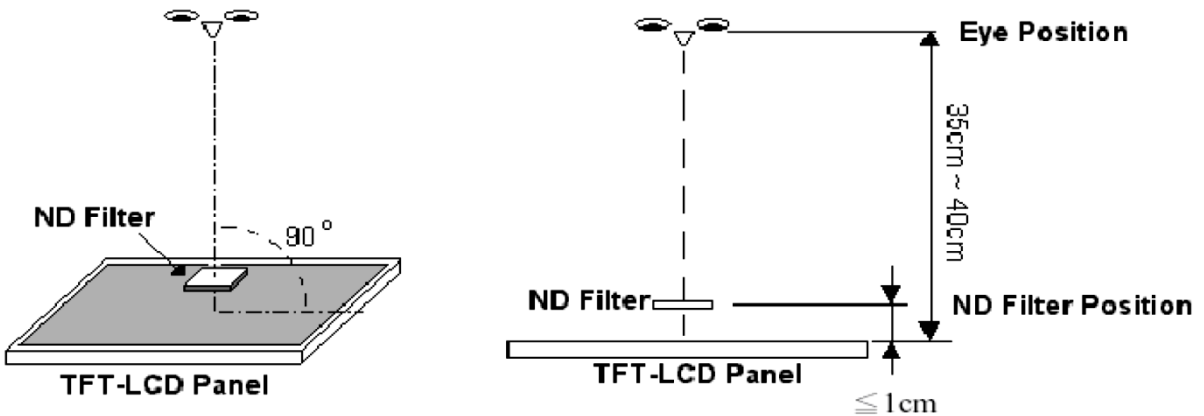 ND Filter
90°
TFT-LCD Panel
Eye Position
35cm ~ 40cm
ND Filter
ND Filter Position
TFT-LCD Panel
≦1cm